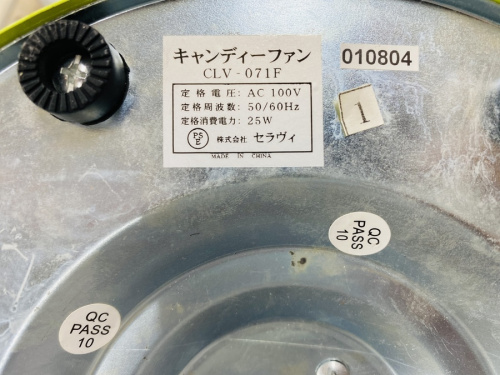 キャンディーファン
CLV-071F
定格電圧: AC 100V
定格周波数: 50/60Hz
定格消費電力: 25W
PSE 株式会社 セラヴィ
MADE IN CHINA
010804
1
QC
PASS
10
QC
PASS
10